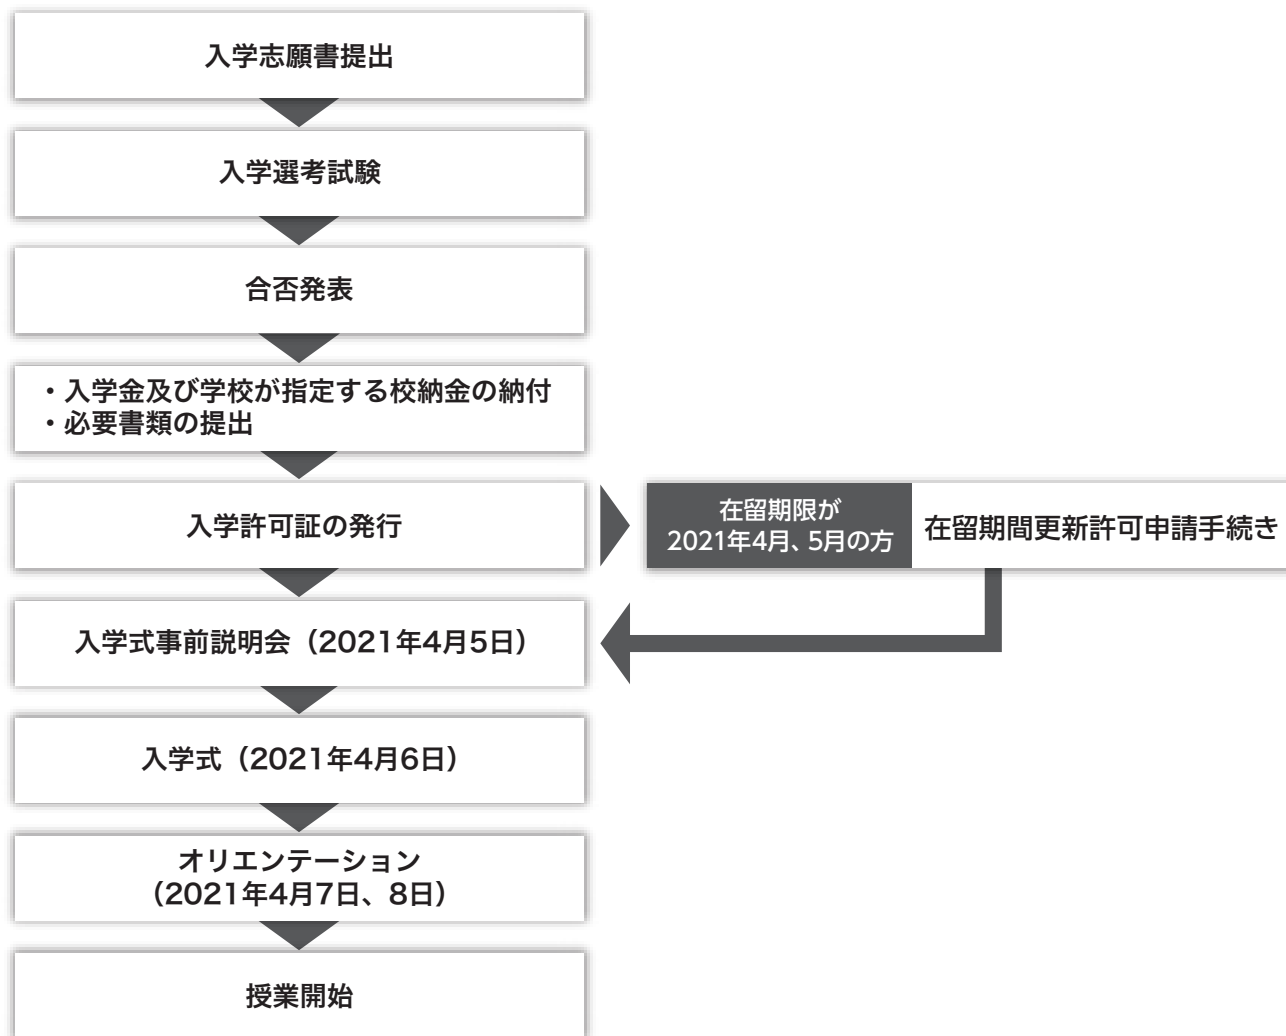 入学志願書提出
入学選考試験
合否発表
・入学金及び学校が指定する校納金の納付
・必要書類の提出
入学許可証の発行
在留期限が
2021年4月、5月の方
在留期間更新許可申請手続き
入学式事前説明会（2021年4月5日）
入学式（2021年4月6日）
オリエンテーション
（2021年4月7日、8日）
授業開始